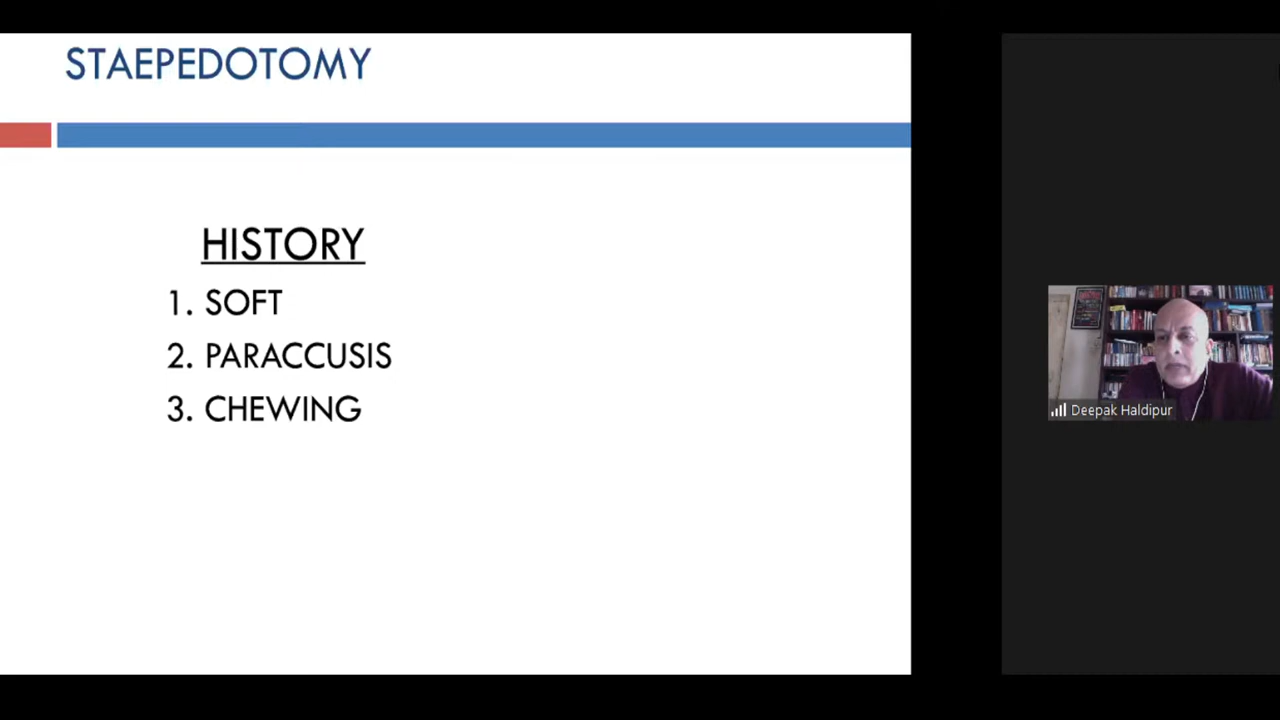 STAEPEDOTOMY
HISTORY
1. SOFT
2. PARACCUSIS
3. CHEWING
Deepak Haldipur